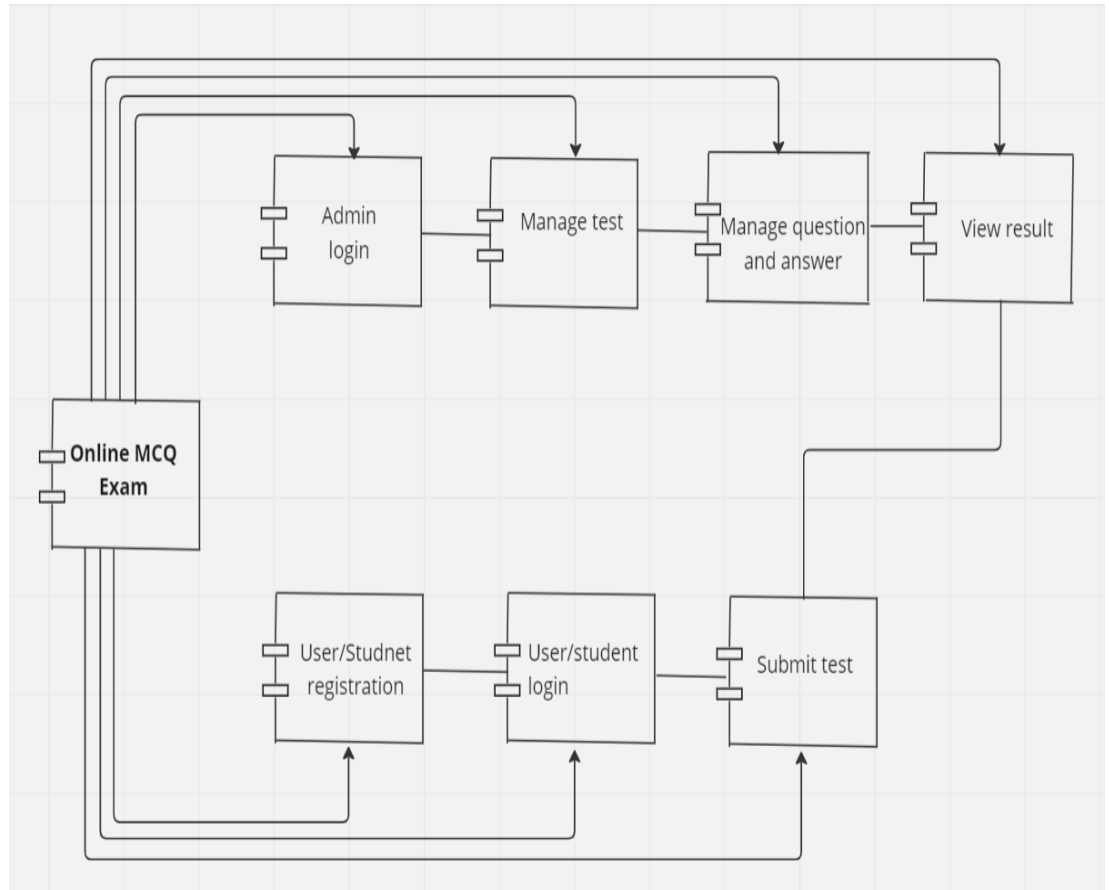 Admin
login
Manage test
Manage question
and answer
View result
Online MCQ
Exam
User/Studnet
registration
User/student
login
Submit test